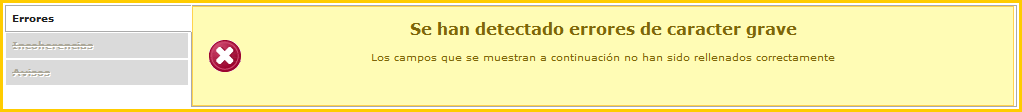 Errores
Se han detectado errores de caracter grave
Incoherencias
Los campos que se muestran a continuación no han sido rellenados correctamente
Avisos